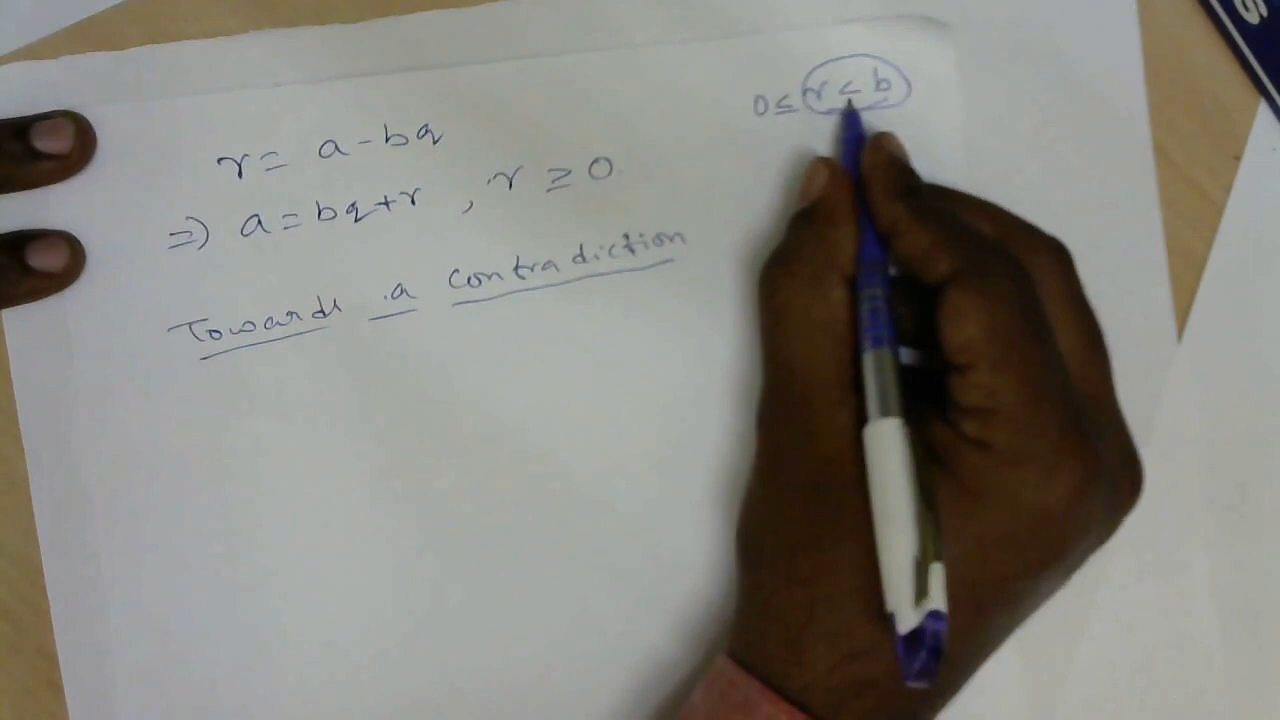 0 ≤ r < b
r = a - bq
⇒ a = bq + r , r ≥ 0
Towards a contradiction